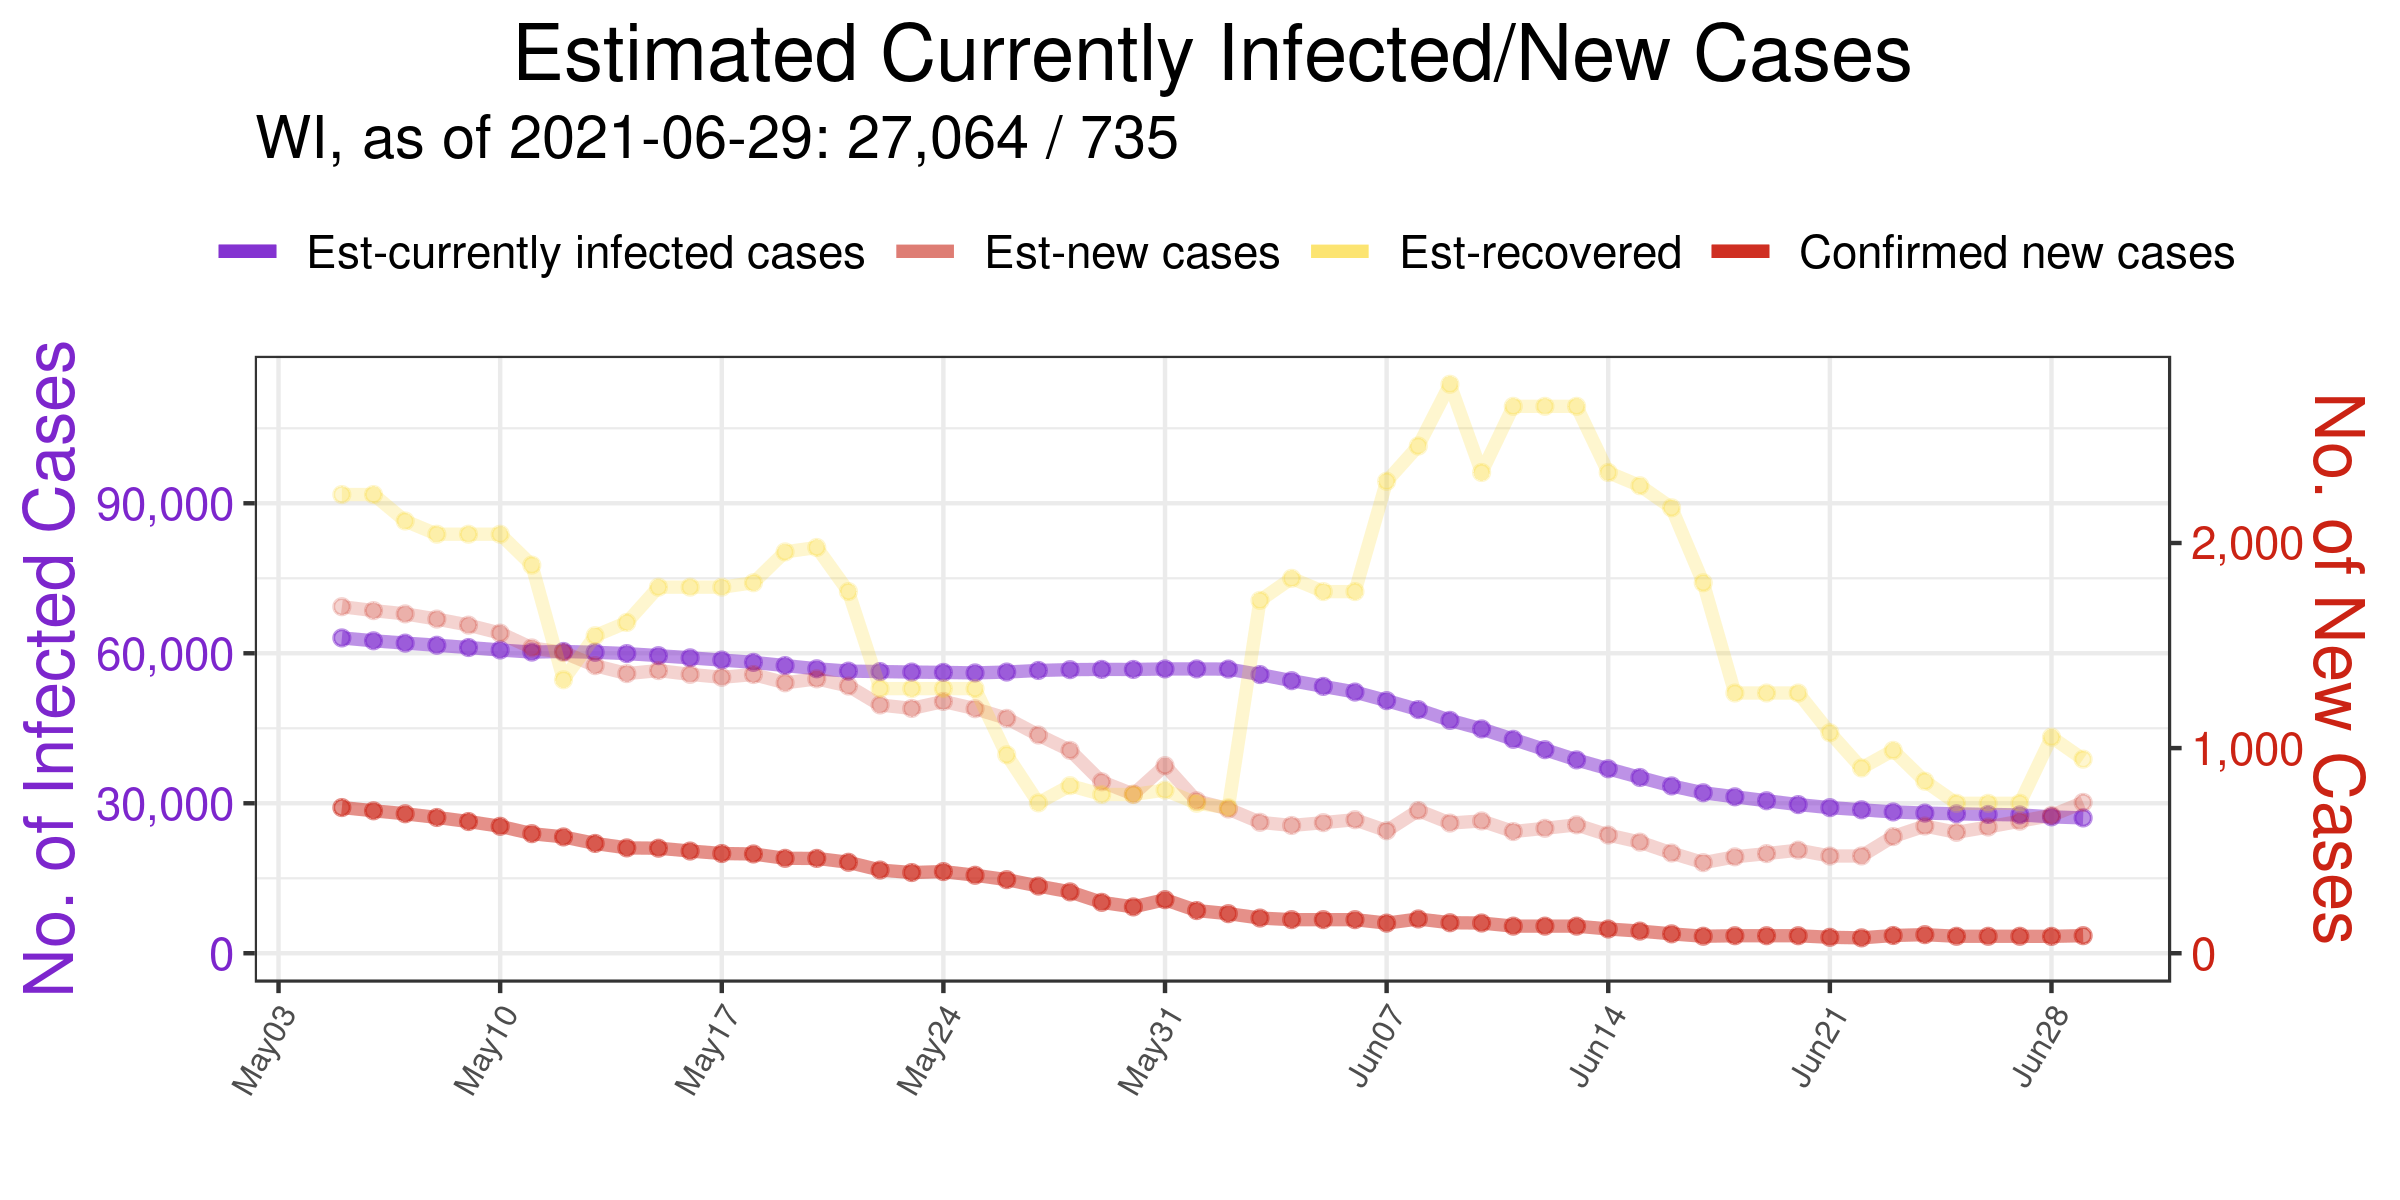 Estimated Currently Infected/New Cases
WI, as of 2021-06-29: 27,064 / 735
Est-currently infected cases Est-new cases Est-recovered Confirmed new cases
No. of Infected Cases
90,000
60,000
30,000
0
2,000
1,000
0
No. of New Cases
May03 May10 May17 May24 May31 Jun07 Jun14 Jun21 Jun28